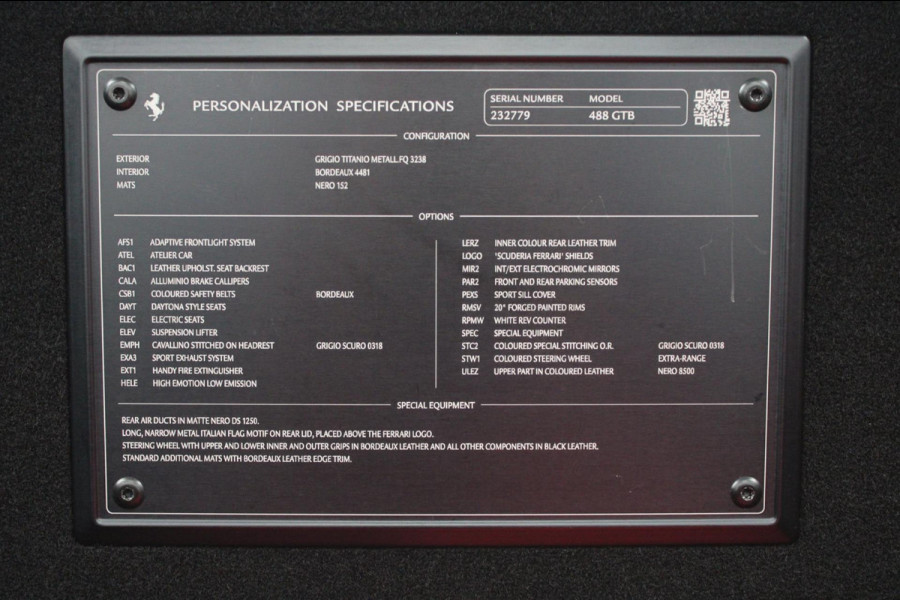 PERSONALIZATION SPECIFICATIONS
SERIAL NUMBER MODEL
232779 488 GTB
CONFIGURATION
EXTERIOR GRIGIO TITANIO METALL.FQ 3238
INTERIOR BORDEAUX 4481
MATS NERO 152
OPTIONS
AFS1 ADAPTIVE FRONTLIGHT SYSTEM
ATEL ATELIER CAR
BAC1 LEATHER UPHOLST. SEAT BACKREST
CALA ALLUMINIO BRAKE CALLIPERS
CSB1 COLOURED SAFETY BELTS BORDEAUX
DAYT DAYTONA STYLE SEATS
ELEC ELECTRIC SEATS
ELEV SUSPENSION LIFTER
EMPH CAVALLINO STITCHED ON HEADREST GRIGIO SCURO 0318
EXA3 SPORT EXHAUST SYSTEM
EXT1 HANDY FIRE EXTINGUISHER
HELE HIGH EMOTION LOW EMISSION
LERZ INNER COLOUR REAR LEATHER TRIM
LOGO 'SCUDERIA FERRARI' SHIELDS
MIR2 INT/EXT ELECTROCHROMIC MIRRORS
PAR2 FRONT AND REAR PARKING SENSORS
PEXS SPORT SILL COVER
RMSV 20" FORGED PAINTED RIMS
RPMW WHITE REV COUNTER
SPEC SPECIAL EQUIPMENT
STC2 COLOURED SPECIAL STITCHING O.R. GRIGIO SCURO 0318
STW1 COLOURED STEERING WHEEL EXTRA-RANGE
ULEZ UPPER PART IN COLOURED LEATHER NERO 8500
SPECIAL EQUIPMENT
REAR AIR DUCTS IN MATTE NERO DS 1250.
LONG, NARROW METAL ITALIAN FLAG MOTIF ON REAR LID, PLACED ABOVE THE FERRARI LOGO.
STEERING WHEEL WITH UPPER AND LOWER INNER AND OUTER GRIPS IN BORDEAUX LEATHER AND ALL OTHER COMPONENTS IN BLACK LEATHER.
STANDARD ADDITIONAL MATS WITH BORDEAUX LEATHER EDGE TRIM.